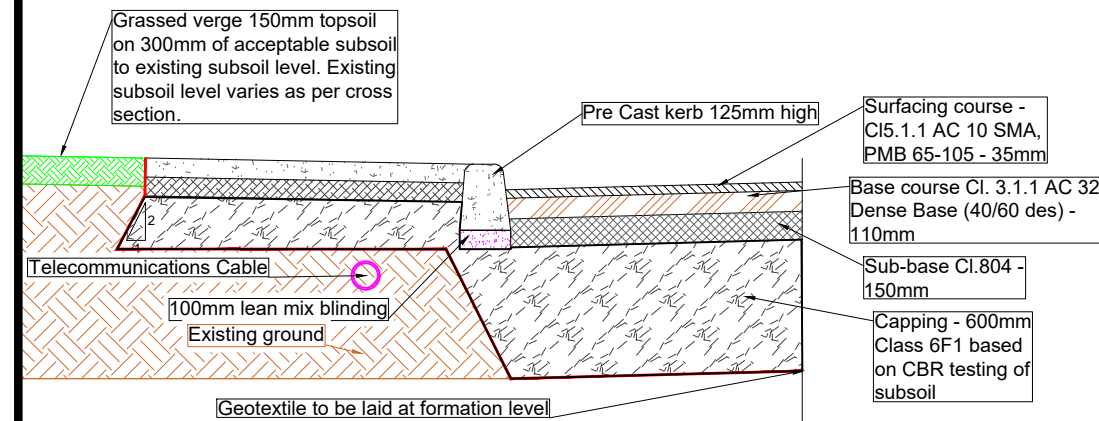 Grassed verge 150mm topsoil
on 300mm of acceptable subsoil
to existing subsoil level. Existing
subsoil level varies as per cross
section.
Pre Cast kerb 125mm high
Surfacing course -
Cl5.1.1 AC 10 SMA,
PMB 65-105 - 35mm
Base course Cl. 3.1.1 AC 32
Dense Base (40/60 des) -
110mm
2
1
Telecommunications Cable
Sub-base Cl.804 -
150mm
100mm lean mix blinding
Existing ground
Capping - 600mm
Class 6F1 based
on CBR testing of
subsoil
Geotextile to be laid at formation level